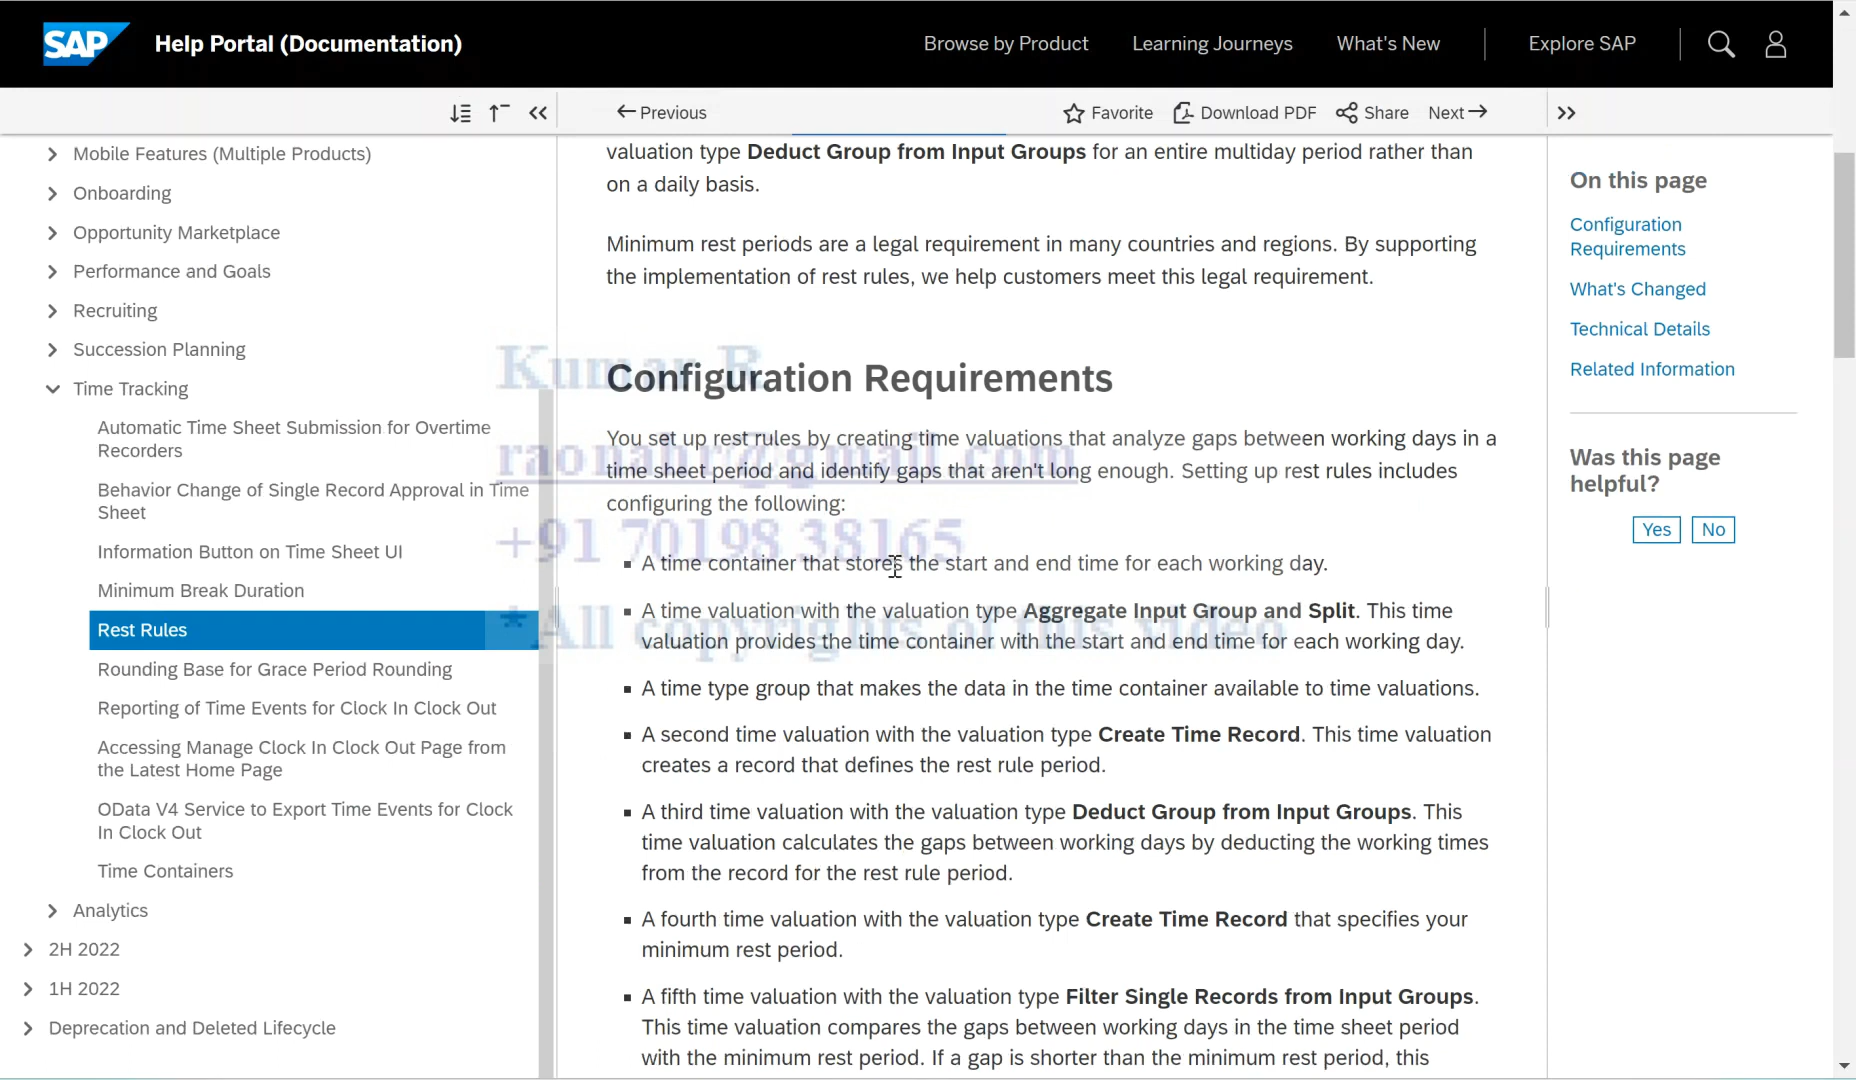 SAP Help Portal (Documentation)
Browse by Product
Learning Journeys
What's New
Explore SAP
Previous
Favorite
Download PDF
Share
Next
Mobile Features (Multiple Products)
Onboarding
Opportunity Marketplace
Performance and Goals
Recruiting
Succession Planning
Time Tracking
Automatic Time Sheet Submission for Overtime
Recorders
Behavior Change of Single Record Approval in Time
Sheet
Information Button on Time Sheet UI
Minimum Break Duration
Rest Rules
Rounding Base for Grace Period Rounding
Reporting of Time Events for Clock In Clock Out
Accessing Manage Clock In Clock Out Page from
the Latest Home Page
OData V4 Service to Export Time Events for Clock
In Clock Out
Time Containers
Analytics
2H 2022
1H 2022
Deprecation and Deleted Lifecycle
valuation type Deduct Group from Input Groups for an entire multiday period rather than
on a daily basis.
Minimum rest periods are a legal requirement in many countries and regions. By supporting
the implementation of rest rules, we help customers meet this legal requirement.
Configuration Requirements
You set up rest rules by creating time valuations that analyze gaps between working days in a
time sheet period and identify gaps that aren't long enough. Setting up rest rules includes
configuring the following:
A time container that stores the start and end time for each working day.
A time valuation with the valuation type Aggregate Input Group and Split. This time
valuation provides the time container with the start and end time for each working day.
A time type group that makes the data in the time container available to time valuations.
A second time valuation with the valuation type Create Time Record. This time valuation
creates a record that defines the rest rule period.
A third time valuation with the valuation type Deduct Group from Input Groups. This
time valuation calculates the gaps between working days by deducting the working times
from the record for the rest rule period.
A fourth time valuation with the valuation type Create Time Record that specifies your
minimum rest period.
A fifth time valuation with the valuation type Filter Single Records from Input Groups.
This time valuation compares the gaps between working days in the time sheet period
with the minimum rest period. If a gap is shorter than the minimum rest period, this
Kumar R
raonahr@gmail.com
+91 70198 38165
*All copyrights of this video
On this page
Configuration
Requirements
What's Changed
Technical Details
Related Information
Was this page
helpful?
Yes
No